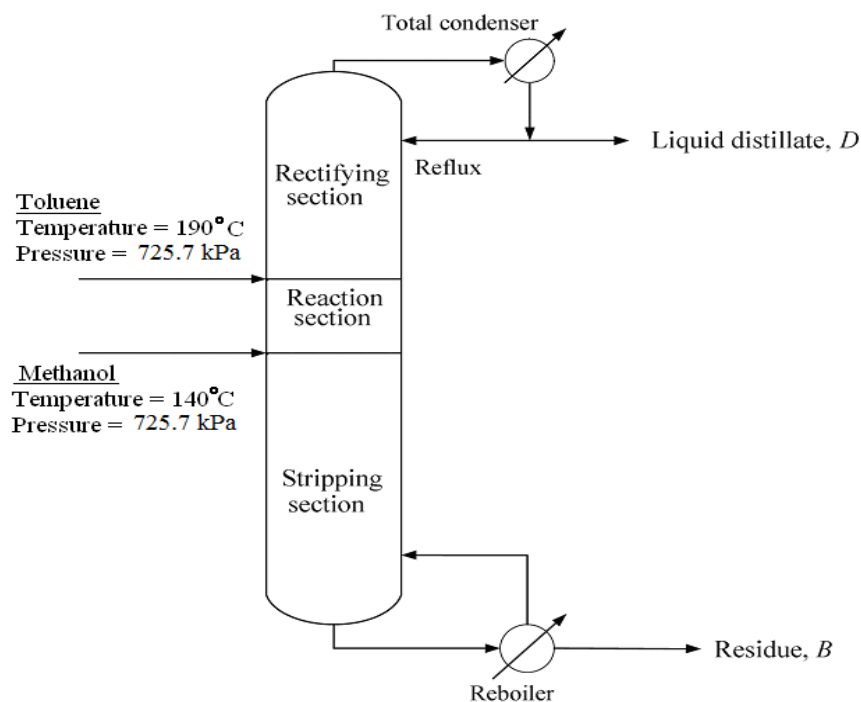 Total condenser
Liquid distillate, D
Reflux
Rectifying
section
Toluene
Temperature = 190°C
Pressure = 725.7 kPa
Reaction
section
Methanol
Temperature = 140°C
Pressure = 725.7 kPa
Stripping
section
Residue, B
Reboiler